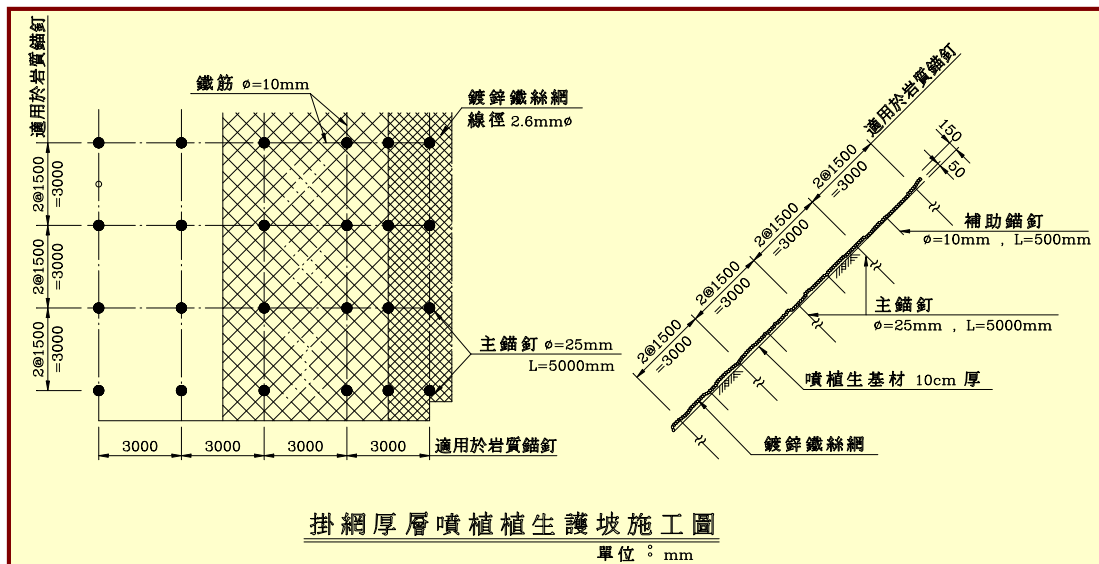 適用於岩質錨釘
鐵筋 ø=10mm
鍍鋅鐵絲網
線徑 2.6mmø
2@1500
=3000
2@1500
=3000
2@1500
=3000
主錨釘 ø=25mm
L=5000mm
3000
3000
3000
3000
適用於岩質錨釘
適用於岩質錨釘
150
50
2@1500
=3000
2@1500
=3000
2@1500
=3000
2@1500
=3000
補助錨釘
ø=10mm , L=500mm
主錨釘
ø=25mm , L=5000mm
噴植生基材 10cm 厚
鍍鋅鐵絲網
掛網厚層噴植植生護坡施工圖
單位：mm